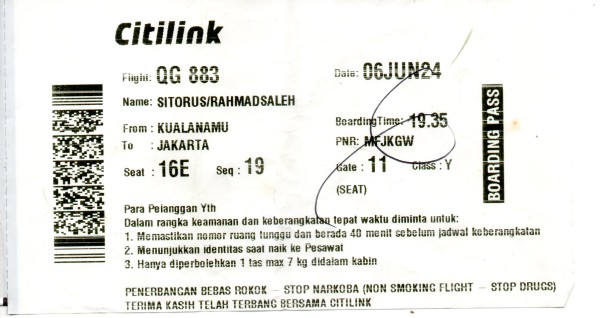 Citilink
Flight: QG 883 Date: 06JUN24
Name: SITORUS/RAHMADSALEH
From : KUALANAMU BoardingTime: 19.35
To : JAKARTA PNR: MFJKGW
Seat : 16E Seq : 19 Gate : 11 Class : Y
(SEAT)
BOARDING PASS
Para Pelanggan Yth
Dalam rangka keamanan dan keberangkatan tepat waktu diminta untuk:
1. Memastikan nomor ruang tunggu dan berada 40 menit sebelum jadwal keberangkatan
2. Menunjukkan identitas saat naik ke Pesawat
3. Hanya diperbolehkan 1 tas max 7 kg didalam kabin
PENERBANGAN BEBAS ROKOK – STOP NARKOBA (NON SMOKING FLIGHT – STOP DRUGS)
TERIMA KASIH TELAH TERBANG BERSAMA CITILINK